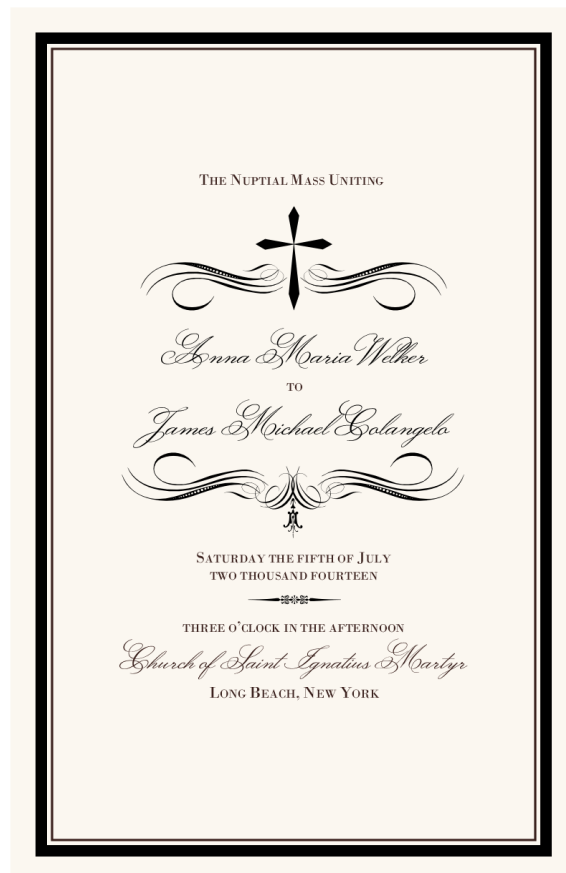 The Nuptial Mass Uniting
Anna Maria Welker
to
James Michael Colangelo
Saturday the fifth of July
two thousand fourteen
three o'clock in the afternoon
Church of Saint Ignatius Martyr
Long Beach, New York